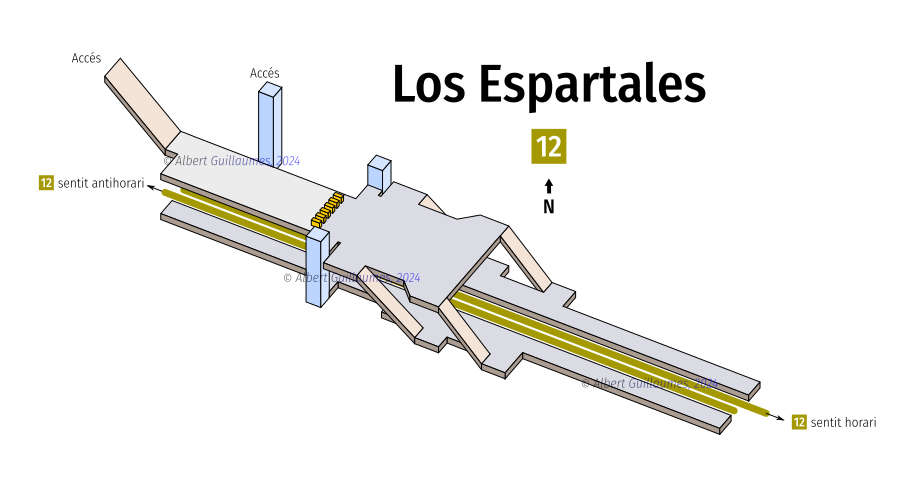 Accés
Accés
Los Espartales
12
N
© Albert Guillaumes, 2024
12 sentit antihorari
© Albert Guillaumes, 2024
© Albert Guillaumes, 2024
12 sentit horari